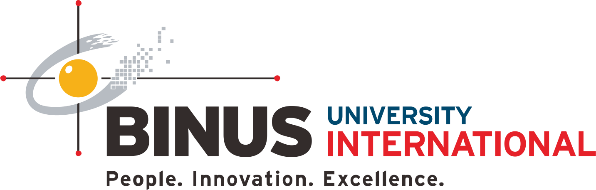 BINUS UNIVERSITY
INTERNATIONAL
People. Innovation. Excellence.